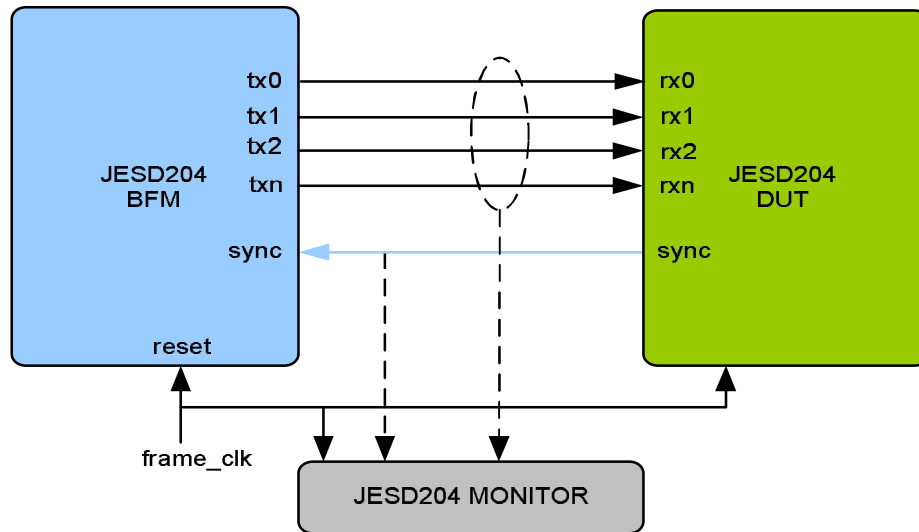 tx0
rx0
tx1
rx1
tx2
rx2
JESD204
BFM
JESD204
DUT
txn
rxn
sync
sync
reset
frame_clk
JESD204 MONITOR